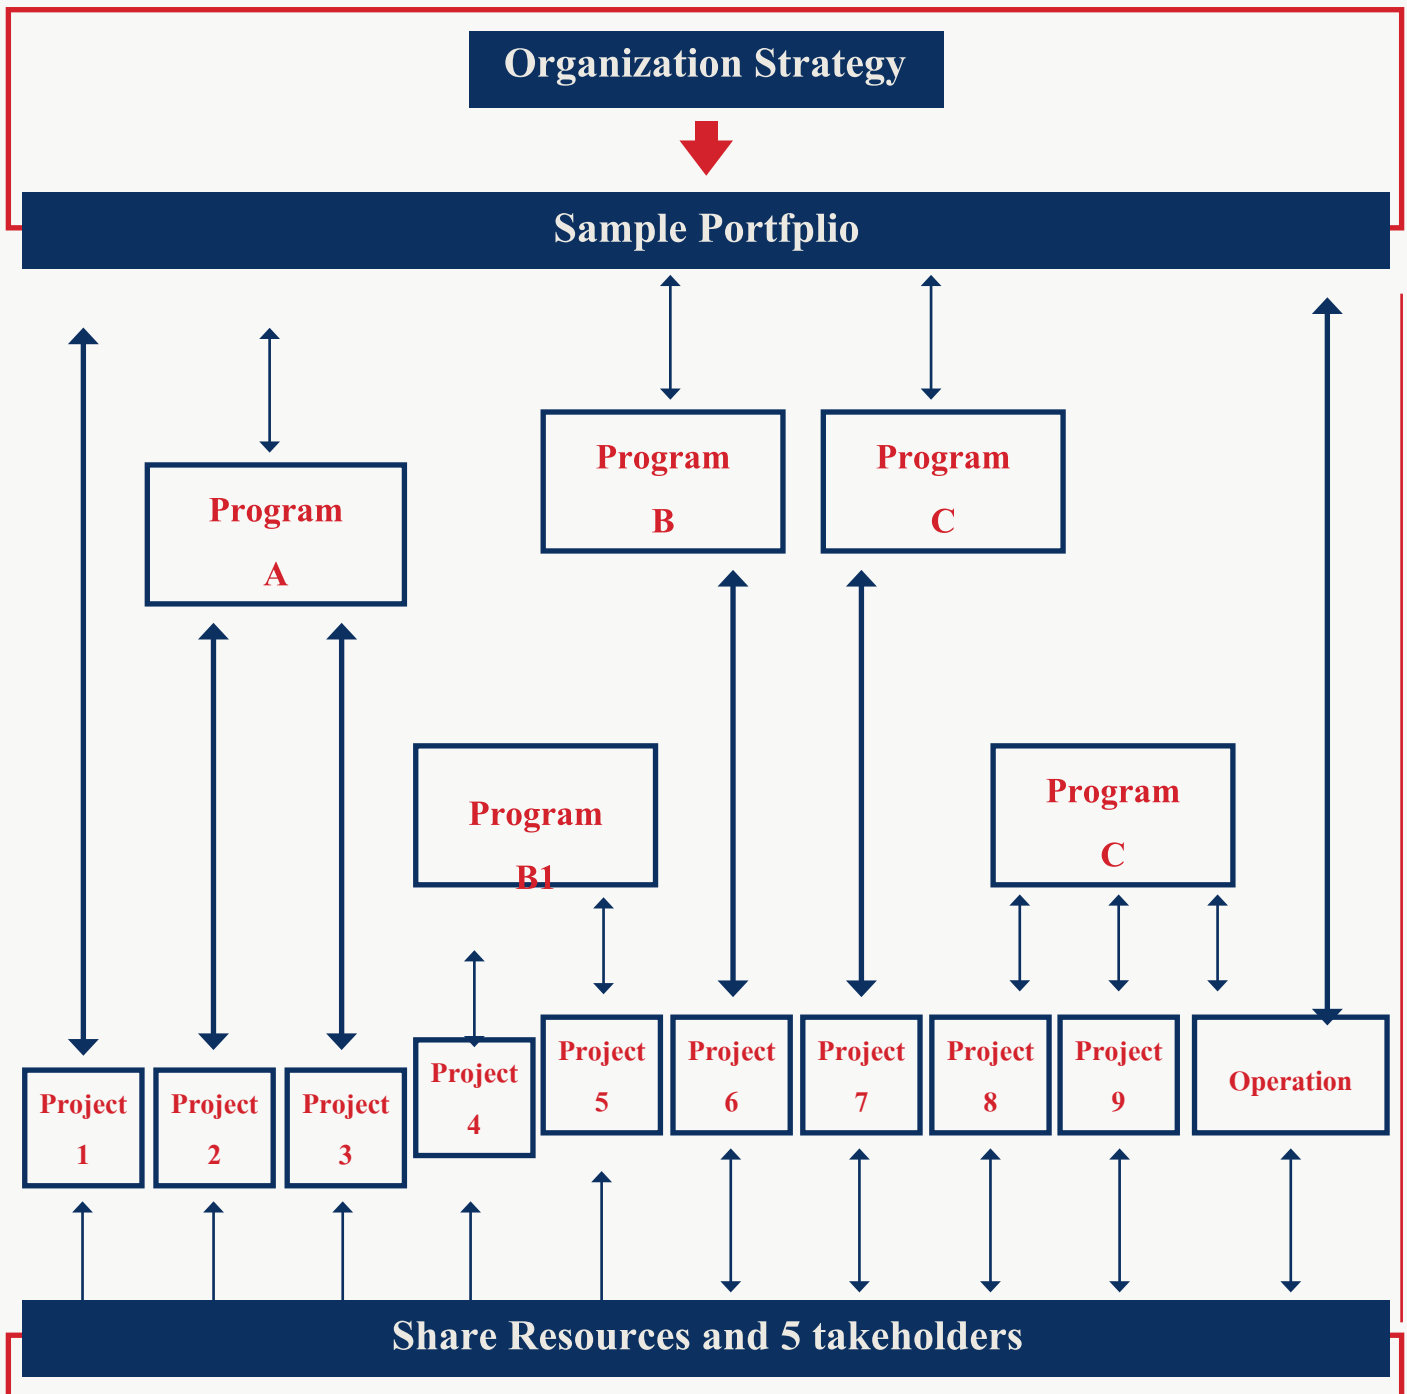 Organization Strategy
Sample Portfplio
Program
B
Program
C
Program
A
Program
B1
Program
C
Project
1
Project
2
Project
3
Project
4
Project
5
Project
6
Project
7
Project
8
Project
9
Operation
Share Resources and 5 takeholders